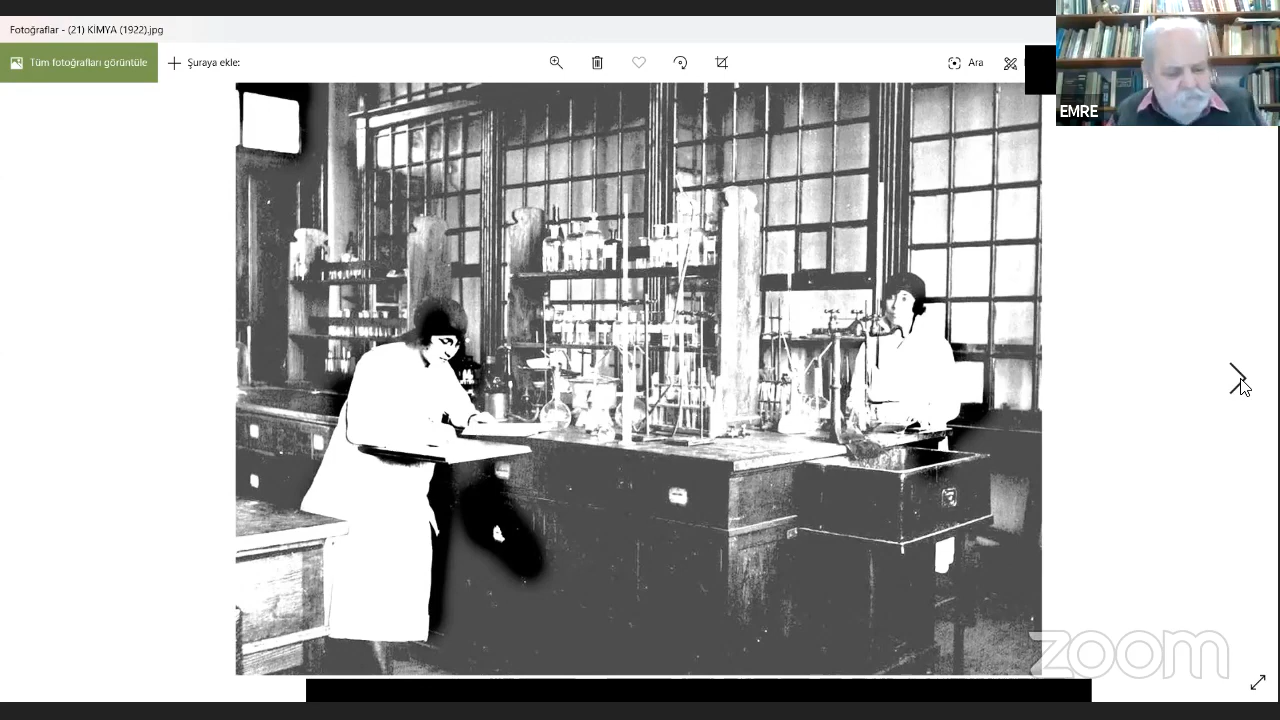 Fotoğraflar - (21) KİMYA (1922).jpg
Tüm fotoğrafları görüntüle
Şuraya ekle:
Ara
EMRE
zoom